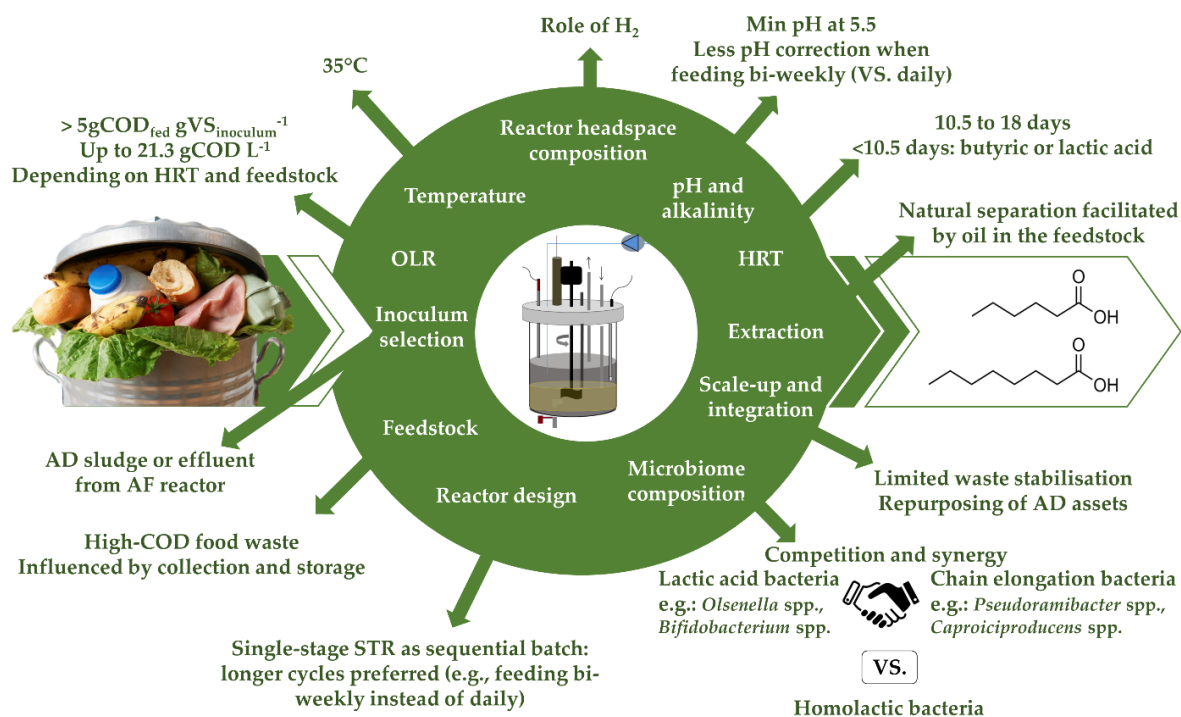 Role of H₂
Min pH at 5.5
Less pH correction when
feeding bi-weekly (VS. daily)
35°C
> 5gCOD_fed gVS_inoculum⁻¹
Up to 21.3 gCOD L⁻¹
Depending on HRT and feedstock
10.5 to 18 days
<10.5 days: butyric or lactic acid
Natural separation facilitated
by oil in the feedstock
Reactor headspace
composition
Temperature
pH and
alkalinity
OLR
HRT
Inoculum
selection
Extraction
Scale-up and
integration
Feedstock
Microbiome
composition
Reactor design
O
OH
O
OH
AD sludge or effluent
from AF reactor
Limited waste stabilisation
Repurposing of AD assets
High-COD food waste
Influenced by collection and storage
Competition and synergy
Lactic acid bacteria
e.g.: Olsenella spp.,
Bifidobacterium spp.
Chain elongation bacteria
e.g.: Pseudoramibacter spp.,
Caproiciproducens spp.
VS.
Homolactic bacteria
Single-stage STR as sequential batch:
longer cycles preferred (e.g., feeding bi-
weekly instead of daily)